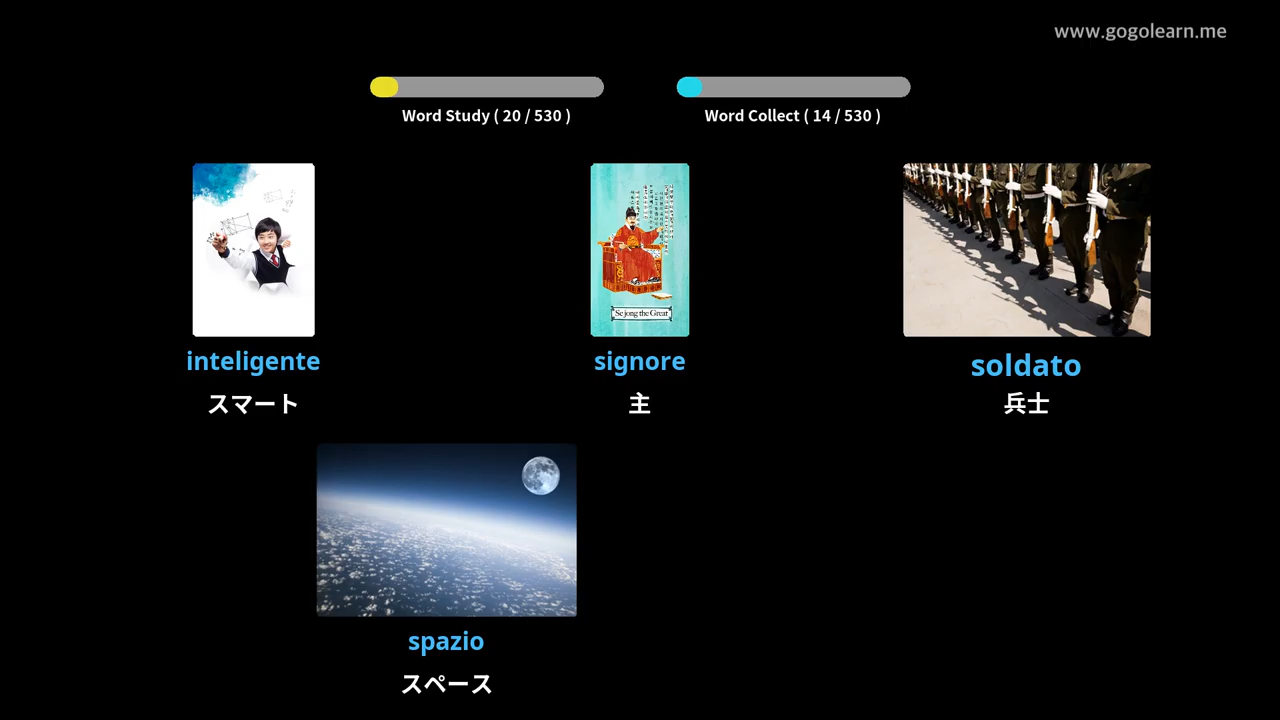 www.gogolearn.me
Word Study ( 20 / 530 )
Word Collect ( 14 / 530 )
Sejong the Great
inteligente
signore
soldato
スマート
主
兵士
spazio
スペース